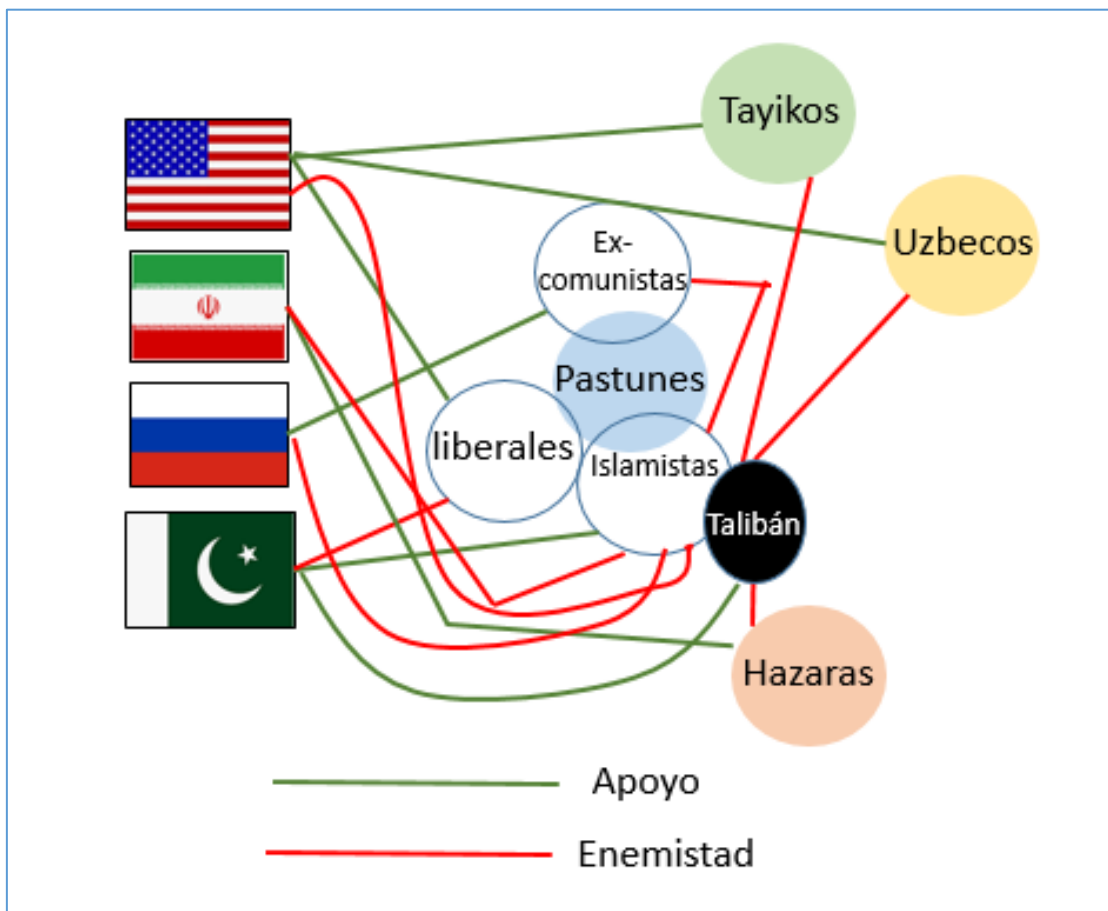 Tayikos
Uzbecos
Ex-
comunistas
Pastunes
liberales
Islamistas
Talibán
Hazaras
Apoyo
Enemistad